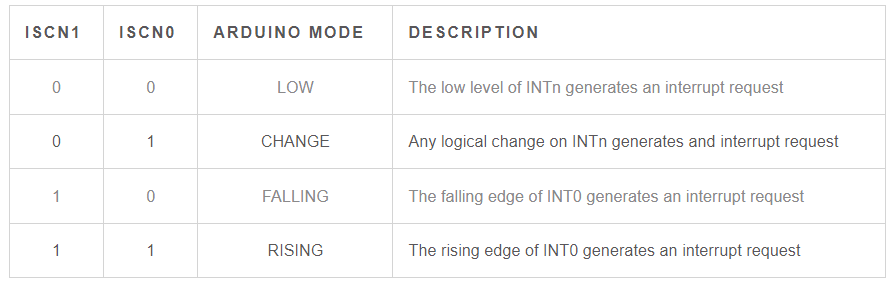 ISCN1 ISCN0 ARDUINO MODE DESCRIPTION
0 0 LOW The low level of INTn generates an interrupt request
0 1 CHANGE Any logical change on INTn generates and interrupt request
1 0 FALLING The falling edge of INT0 generates an interrupt request
1 1 RISING The rising edge of INT0 generates an interrupt request